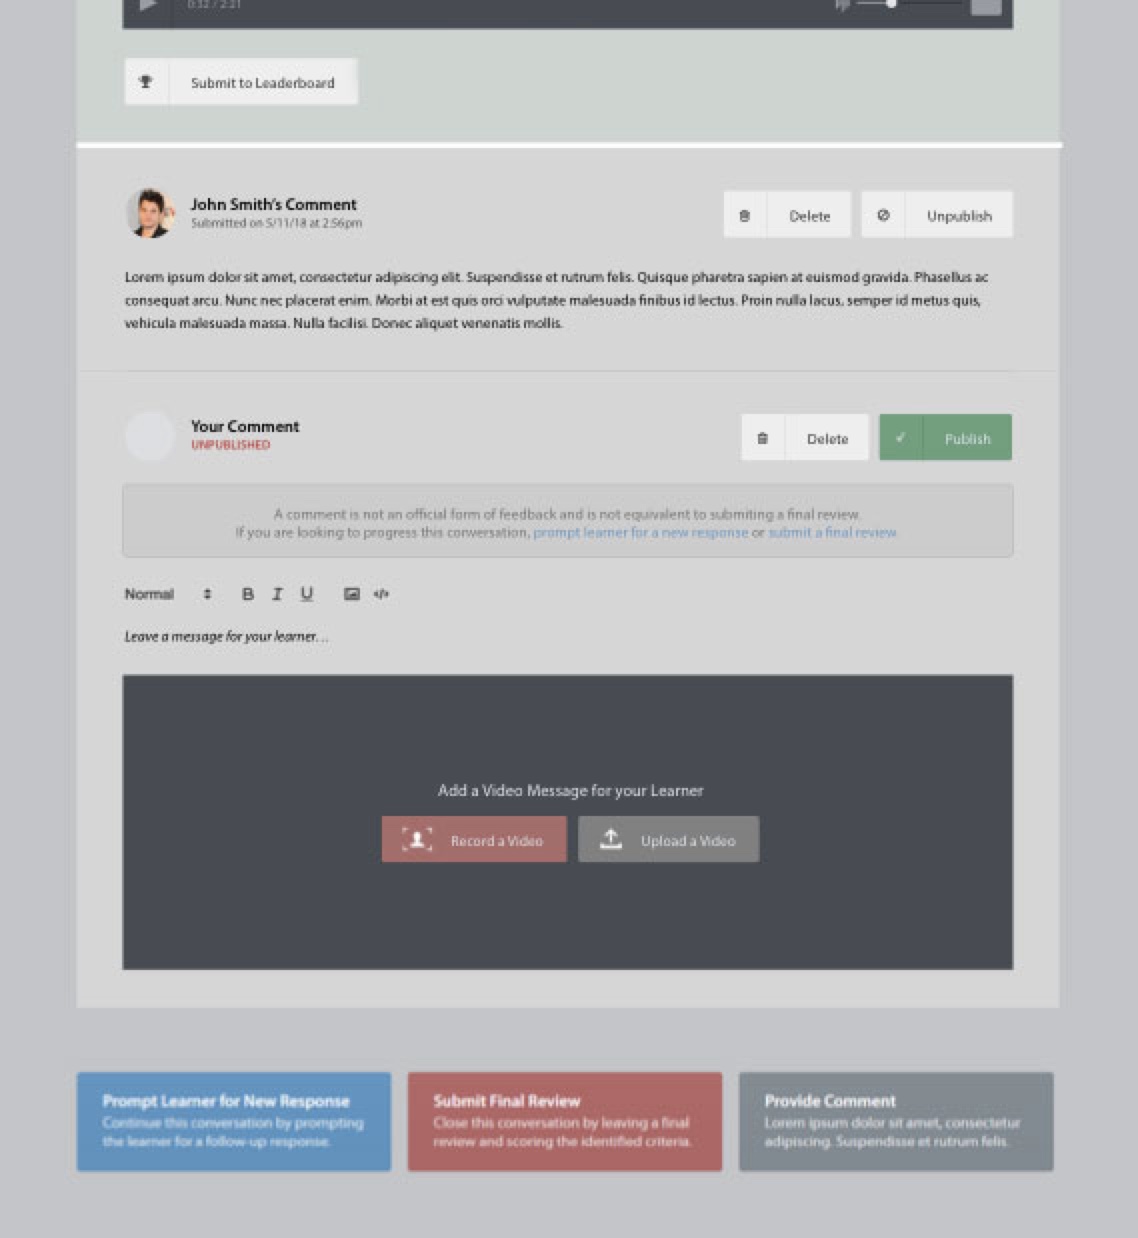 0:32 / 2:21
Submit to Leaderboard
John Smith's Comment
Submitted on 5/11/18 at 2:56pm
Delete
Unpublish
Lorem ipsum dolor sit amet, consectetur adipiscing elit. Suspendisse et rutrum felis. Quisque pharetra sapien at euismod gravida. Phasellus ac
consequat arcu. Nunc nec placerat enim. Morbi at est quis orci vulputate malesuada finibus id lectus. Proin nulla lacus, semper id metus quis,
vehicula malesuada massa. Nulla facilisi. Donec aliquet venenatis mollis.
Your Comment
UNPUBLISHED
Delete
Publish
A comment is not an official form of feedback and is not equivalent to submiting a final review.
If you are looking to progress this conversation, prompt learner for a new response or submit a final review.
Normal B I U </>
Leave a message for your learner...
Add a Video Message for your Learner
Record a Video
Upload a Video
Prompt Learner for New Response
Continue this conversation by prompting
the learner for a follow-up response.
Submit Final Review
Close this conversation by leaving a final
review and scoring the identified criteria.
Provide Comment
Lorem ipsum dolor sit amet, consectetur
adipiscing. Suspendisse et rutrum felis.